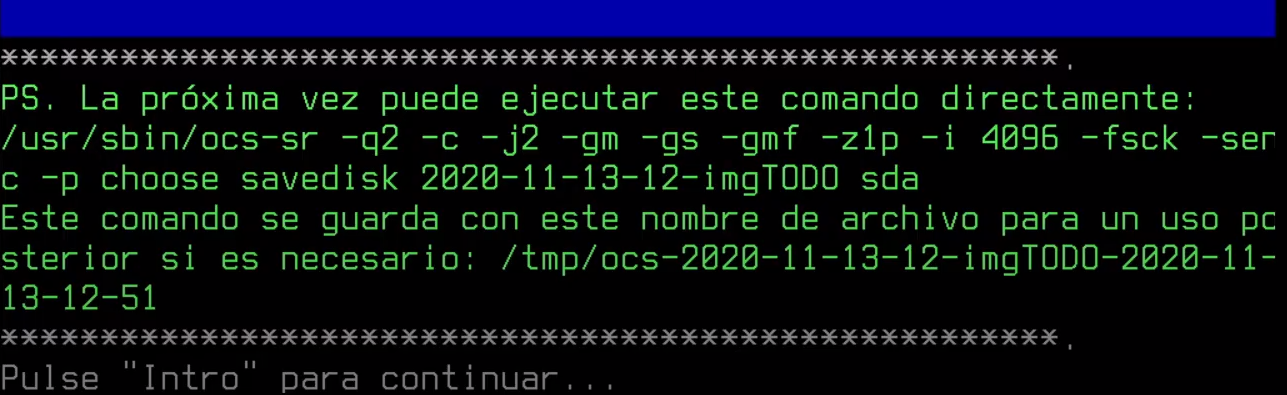 *****************************************************.
PS. La próxima vez puede ejecutar este comando directamente:
/usr/sbin/ocs-sr -q2 -c -j2 -gm -gs -gmf -z1p -i 4096 -fsck -sen
c -p choose savedisk 2020-11-13-12-imgTODO sda
Este comando se guarda con este nombre de archivo para un uso po
sterior si es necesario: /tmp/ocs-2020-11-13-12-imgTODO-2020-11-
13-12-51
*****************************************************.
Pulse "Intro" para continuar...